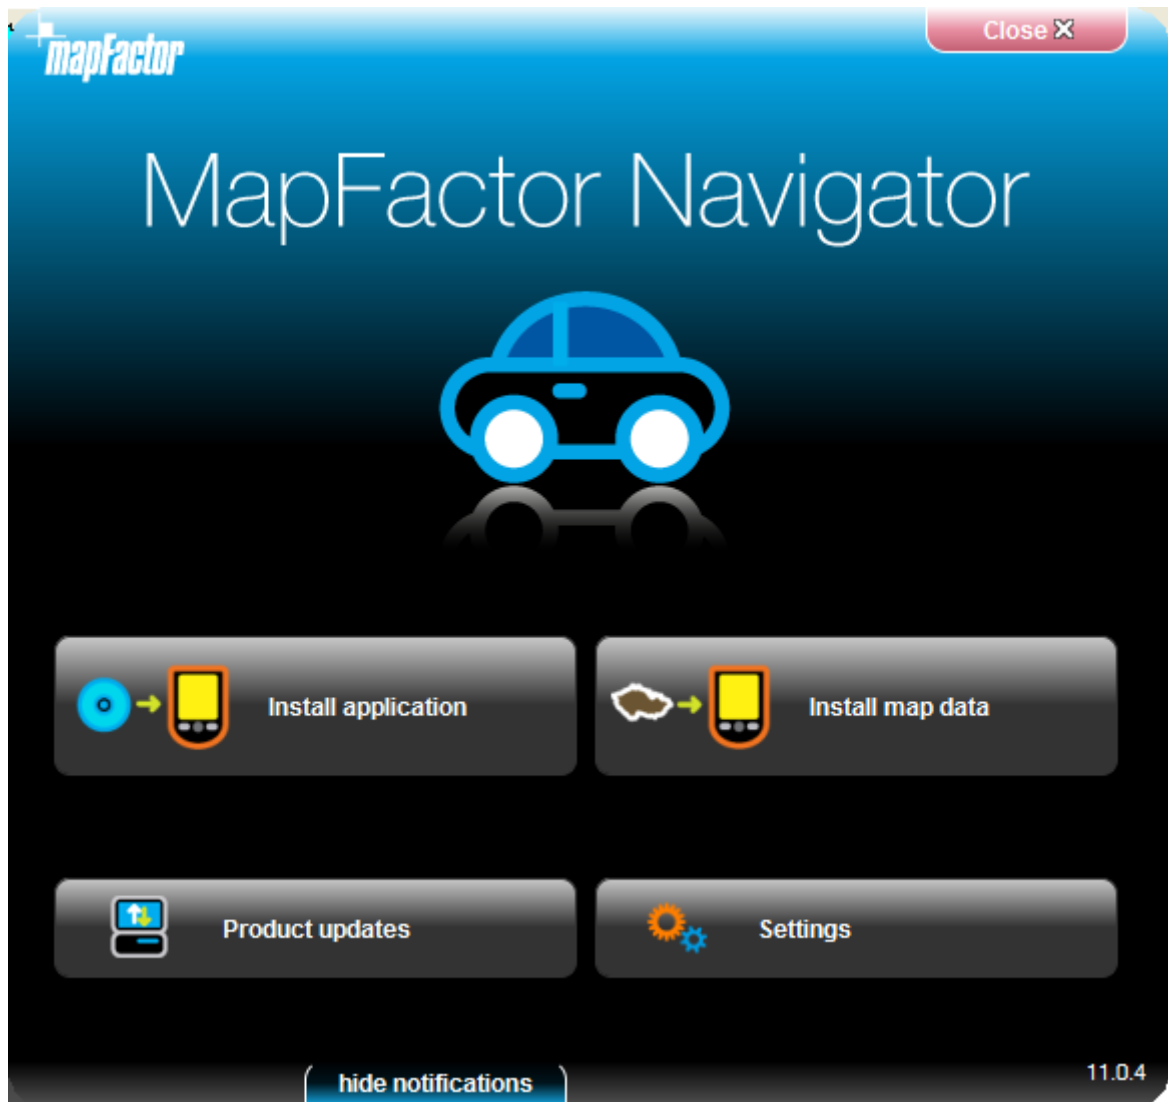 mapFactor
Close
MapFactor Navigator
Install application
Install map data
Product updates
Settings
hide notifications
11.0.4